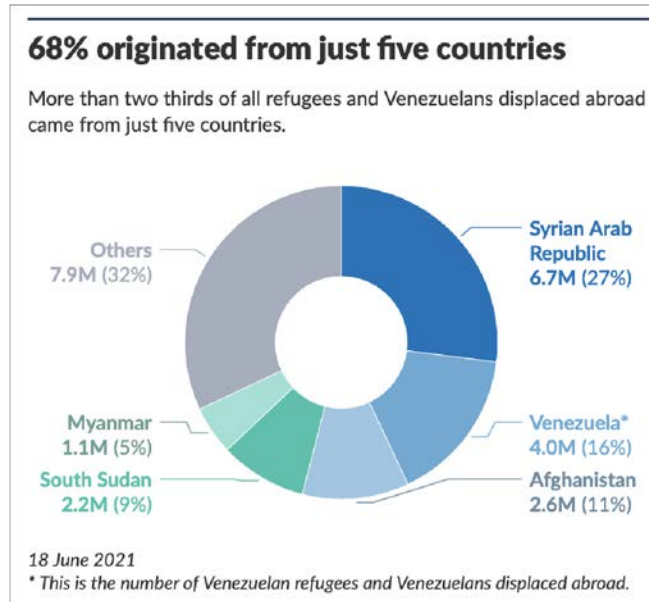 68% originated from just five countries
More than two thirds of all refugees and Venezuelans displaced abroad
came from just five countries.
Others
7.9M (32%)
Syrian Arab
Republic
6.7M (27%)
Myanmar
1.1M (5%)
Venezuela*
4.0M (16%)
South Sudan
2.2M (9%)
Afghanistan
2.6M (11%)
18 June 2021
* This is the number of Venezuelan refugees and Venezuelans displaced abroad.